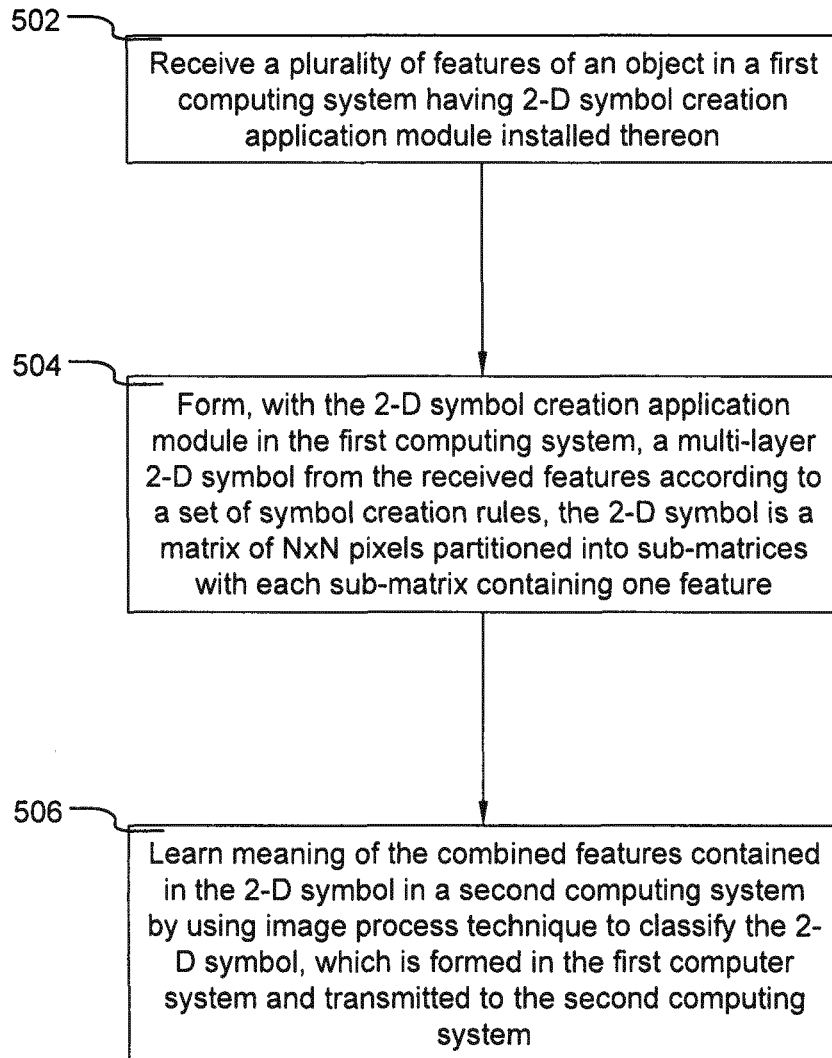 502
Receive a plurality of features of an object in a first
computing system having 2-D symbol creation
application module installed thereon
504
Form, with the 2-D symbol creation application
module in the first computing system, a multi-layer
2-D symbol from the received features according to
a set of symbol creation rules, the 2-D symbol is a
matrix of NxN pixels partitioned into sub-matrices
with each sub-matrix containing one feature
506
Learn meaning of the combined features contained
in the 2-D symbol in a second computing system
by using image process technique to classify the 2-
D symbol, which is formed in the first computer
system and transmitted to the second computing
system